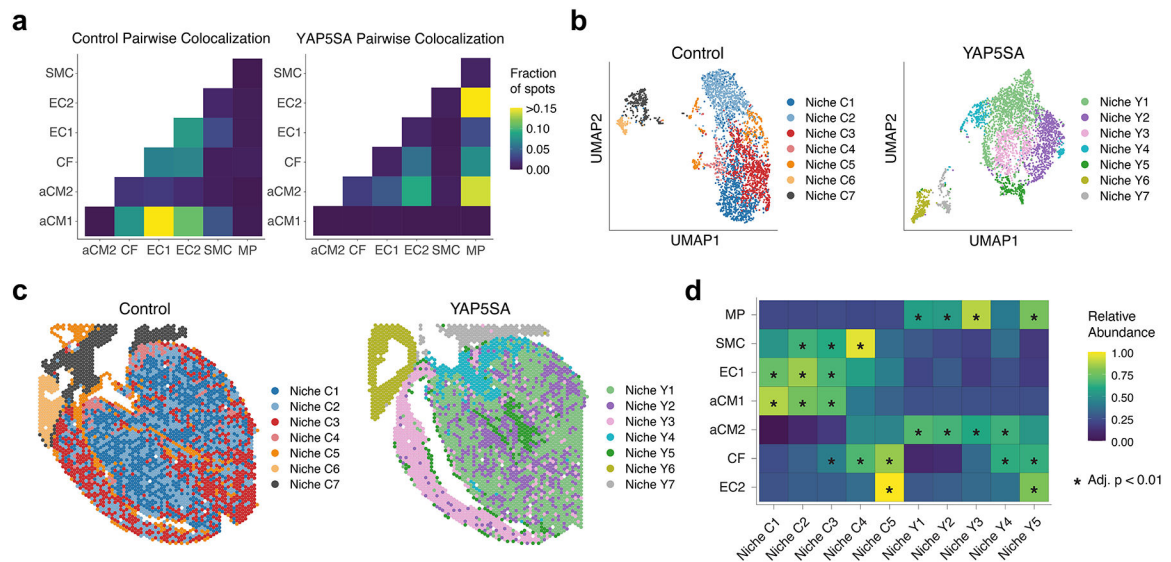 a
Control Pairwise Colocalization
YAP5SA Pairwise Colocalization
SMC
EC2
EC1
CF
aCM2
aCM1
aCM2 CF EC1 EC2 SMC MP
SMC
EC2
EC1
CF
aCM2
aCM1
aCM2 CF EC1 EC2 SMC MP
Fraction
of spots
>0.15
0.10
0.05
0.00
b
Control
UMAP2
UMAP1
Niche C1
Niche C2
Niche C3
Niche C4
Niche C5
Niche C6
Niche C7
YAP5SA
UMAP2
UMAP1
Niche Y1
Niche Y2
Niche Y3
Niche Y4
Niche Y5
Niche Y6
Niche Y7
c
Control
Niche C1
Niche C2
Niche C3
Niche C4
Niche C5
Niche C6
Niche C7
YAP5SA
Niche Y1
Niche Y2
Niche Y3
Niche Y4
Niche Y5
Niche Y6
Niche Y7
d
MP * * * *
SMC * * *
EC1 * * *
aCM1 * * *
aCM2 * * * *
CF * * * * *
EC2 * *
Niche C1 Niche C2 Niche C3 Niche C4 Niche C5 Niche Y1 Niche Y2 Niche Y3 Niche Y4 Niche Y5
Relative
Abundance
1.00
0.75
0.50
0.25
0.00
* Adj. p < 0.01